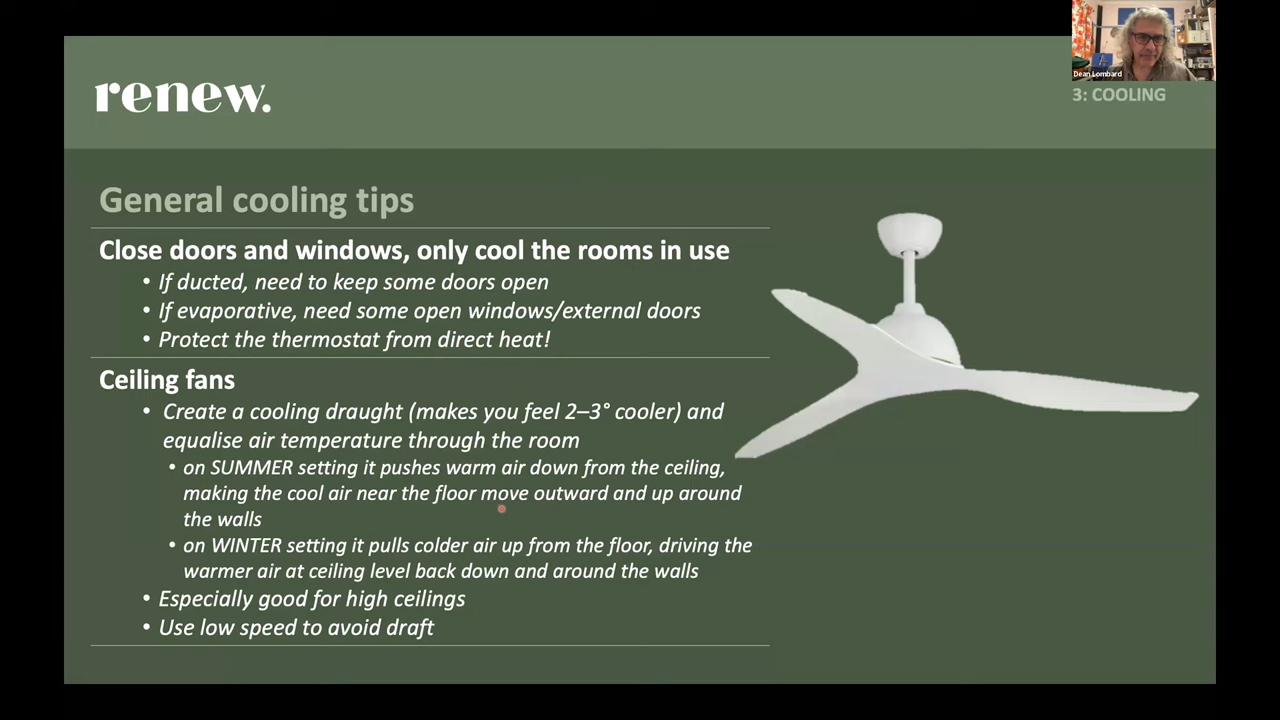 renew.
Dean Lombard
3: COOLING
General cooling tips
Close doors and windows, only cool the rooms in use
• If ducted, need to keep some doors open
• If evaporative, need some open windows/external doors
• Protect the thermostat from direct heat!
Ceiling fans
• Create a cooling draught (makes you feel 2–3° cooler) and
equalise air temperature through the room
• on SUMMER setting it pushes warm air down from the ceiling,
making the cool air near the floor move outward and up around
the walls
• on WINTER setting it pulls colder air up from the floor, driving the
warmer air at ceiling level back down and around the walls
• Especially good for high ceilings
• Use low speed to avoid draft